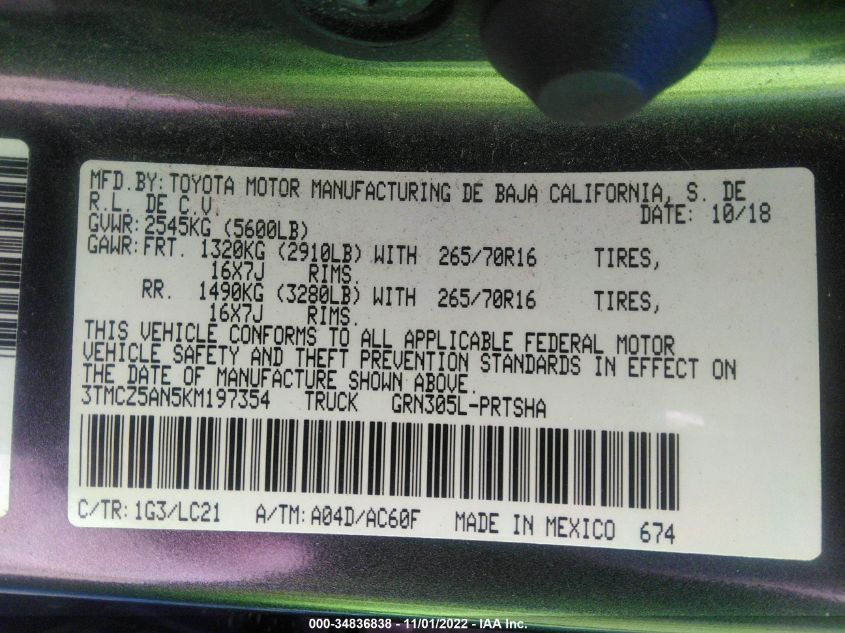 MFD.BY: TOYOTA MOTOR MANUFACTURING DE BAJA CALIFORNIA, S. DE
R.L. DE C.V. DATE: 10/18
GVWR: 2545KG (5600LB)
GAWR: FRT. 1320KG (2910LB) WITH 265/70R16 TIRES,
16X7J RIMS.
RR. 1490KG (3280LB) WITH 265/70R16 TIRES,
16X7J RIMS.
THIS VEHICLE CONFORMS TO ALL APPLICABLE FEDERAL MOTOR
VEHICLE SAFETY AND THEFT PREVENTION STANDARDS IN EFFECT ON
THE DATE OF MANUFACTURE SHOWN ABOVE.
3TMCZ5AN5KM197354 TRUCK GRN305L-PRTSHA
C/TR: 1G3/LC21 A/TM: A04D/AC60F MADE IN MEXICO 674
000-34836838 - 11/01/2022 - IAA Inc.